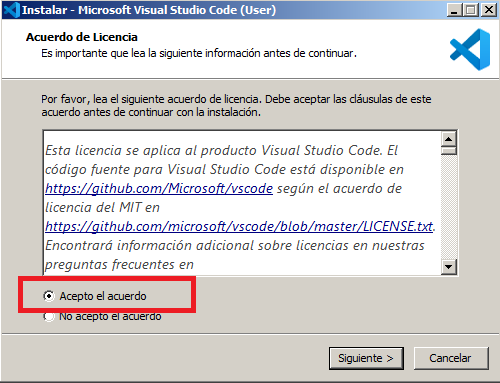 Instalar - Microsoft Visual Studio Code (User)
Acuerdo de Licencia
Es importante que lea la siguiente información antes de continuar.
Por favor, lea el siguiente acuerdo de licencia. Debe aceptar las cláusulas de este
acuerdo antes de continuar con la instalación.
Esta licencia se aplica al producto Visual Studio Code. El
código fuente para Visual Studio Code está disponible en
https://github.com/Microsoft/vscode según el acuerdo de
licencia del MIT en
https://github.com/microsoft/vscode/blob/master/LICENSE.txt.
Encontrará información adicional sobre licencias en nuestras
preguntas frecuentes en
Acepto el acuerdo
No acepto el acuerdo
Siguiente >
Cancelar